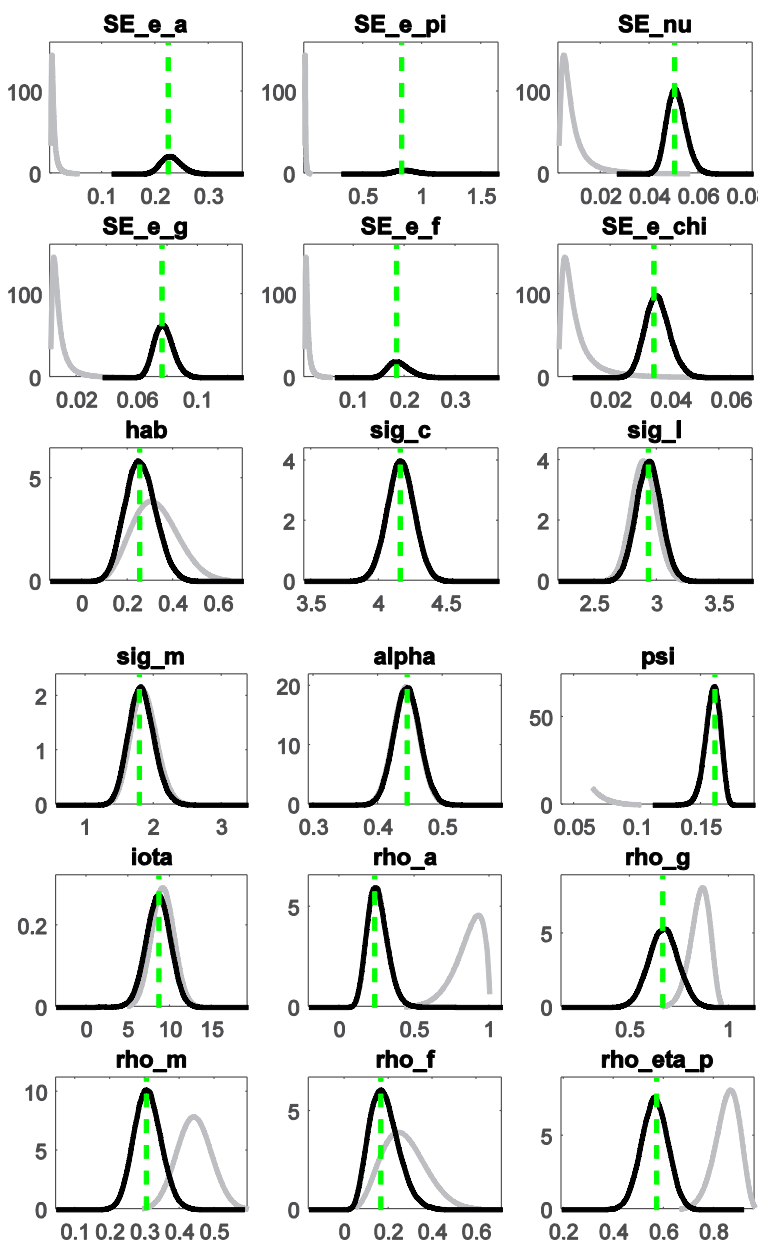 SE_e_a SE_e_pi SE_nu
100 100 100
0 0 0
0.1 0.2 0.3 0.5 1 1.5 0.02 0.04 0.06
SE_e_g SE_e_f SE_e_chi
100 100 100
0 0 0
0.02 0.06 0.1 0.1 0.2 0.3 0.02 0.04 0.06
hab sig_c sig_l
5 4 4
2 2
0 0 0
0 0.2 0.4 0.6 3.5 4 4.5 2.5 3 3.5
sig_m alpha psi
2 20 50
1 10
0 0 0
1 2 3 0.3 0.4 0.5 0.05 0.1 0.15
iota rho_a rho_g
0.2 5 5
0 0 0
0 5 10 15 0 0.5 1 0.5 1
rho_m rho_f rho_eta_p
10 5 5
5
0 0 0
0.1 0.2 0.3 0.4 0.5 0 0.2 0.4 0.6 0.2 0.4 0.6 0.8